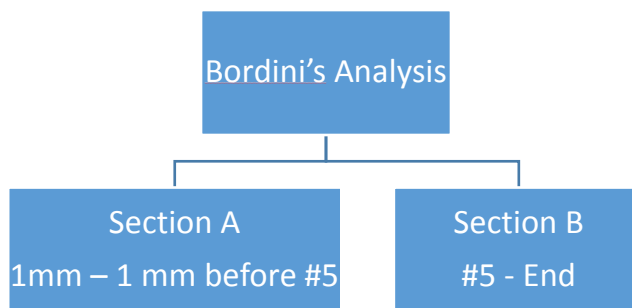 Bordini's Analysis
Section A
1mm – 1 mm before #5
Section B
#5 - End